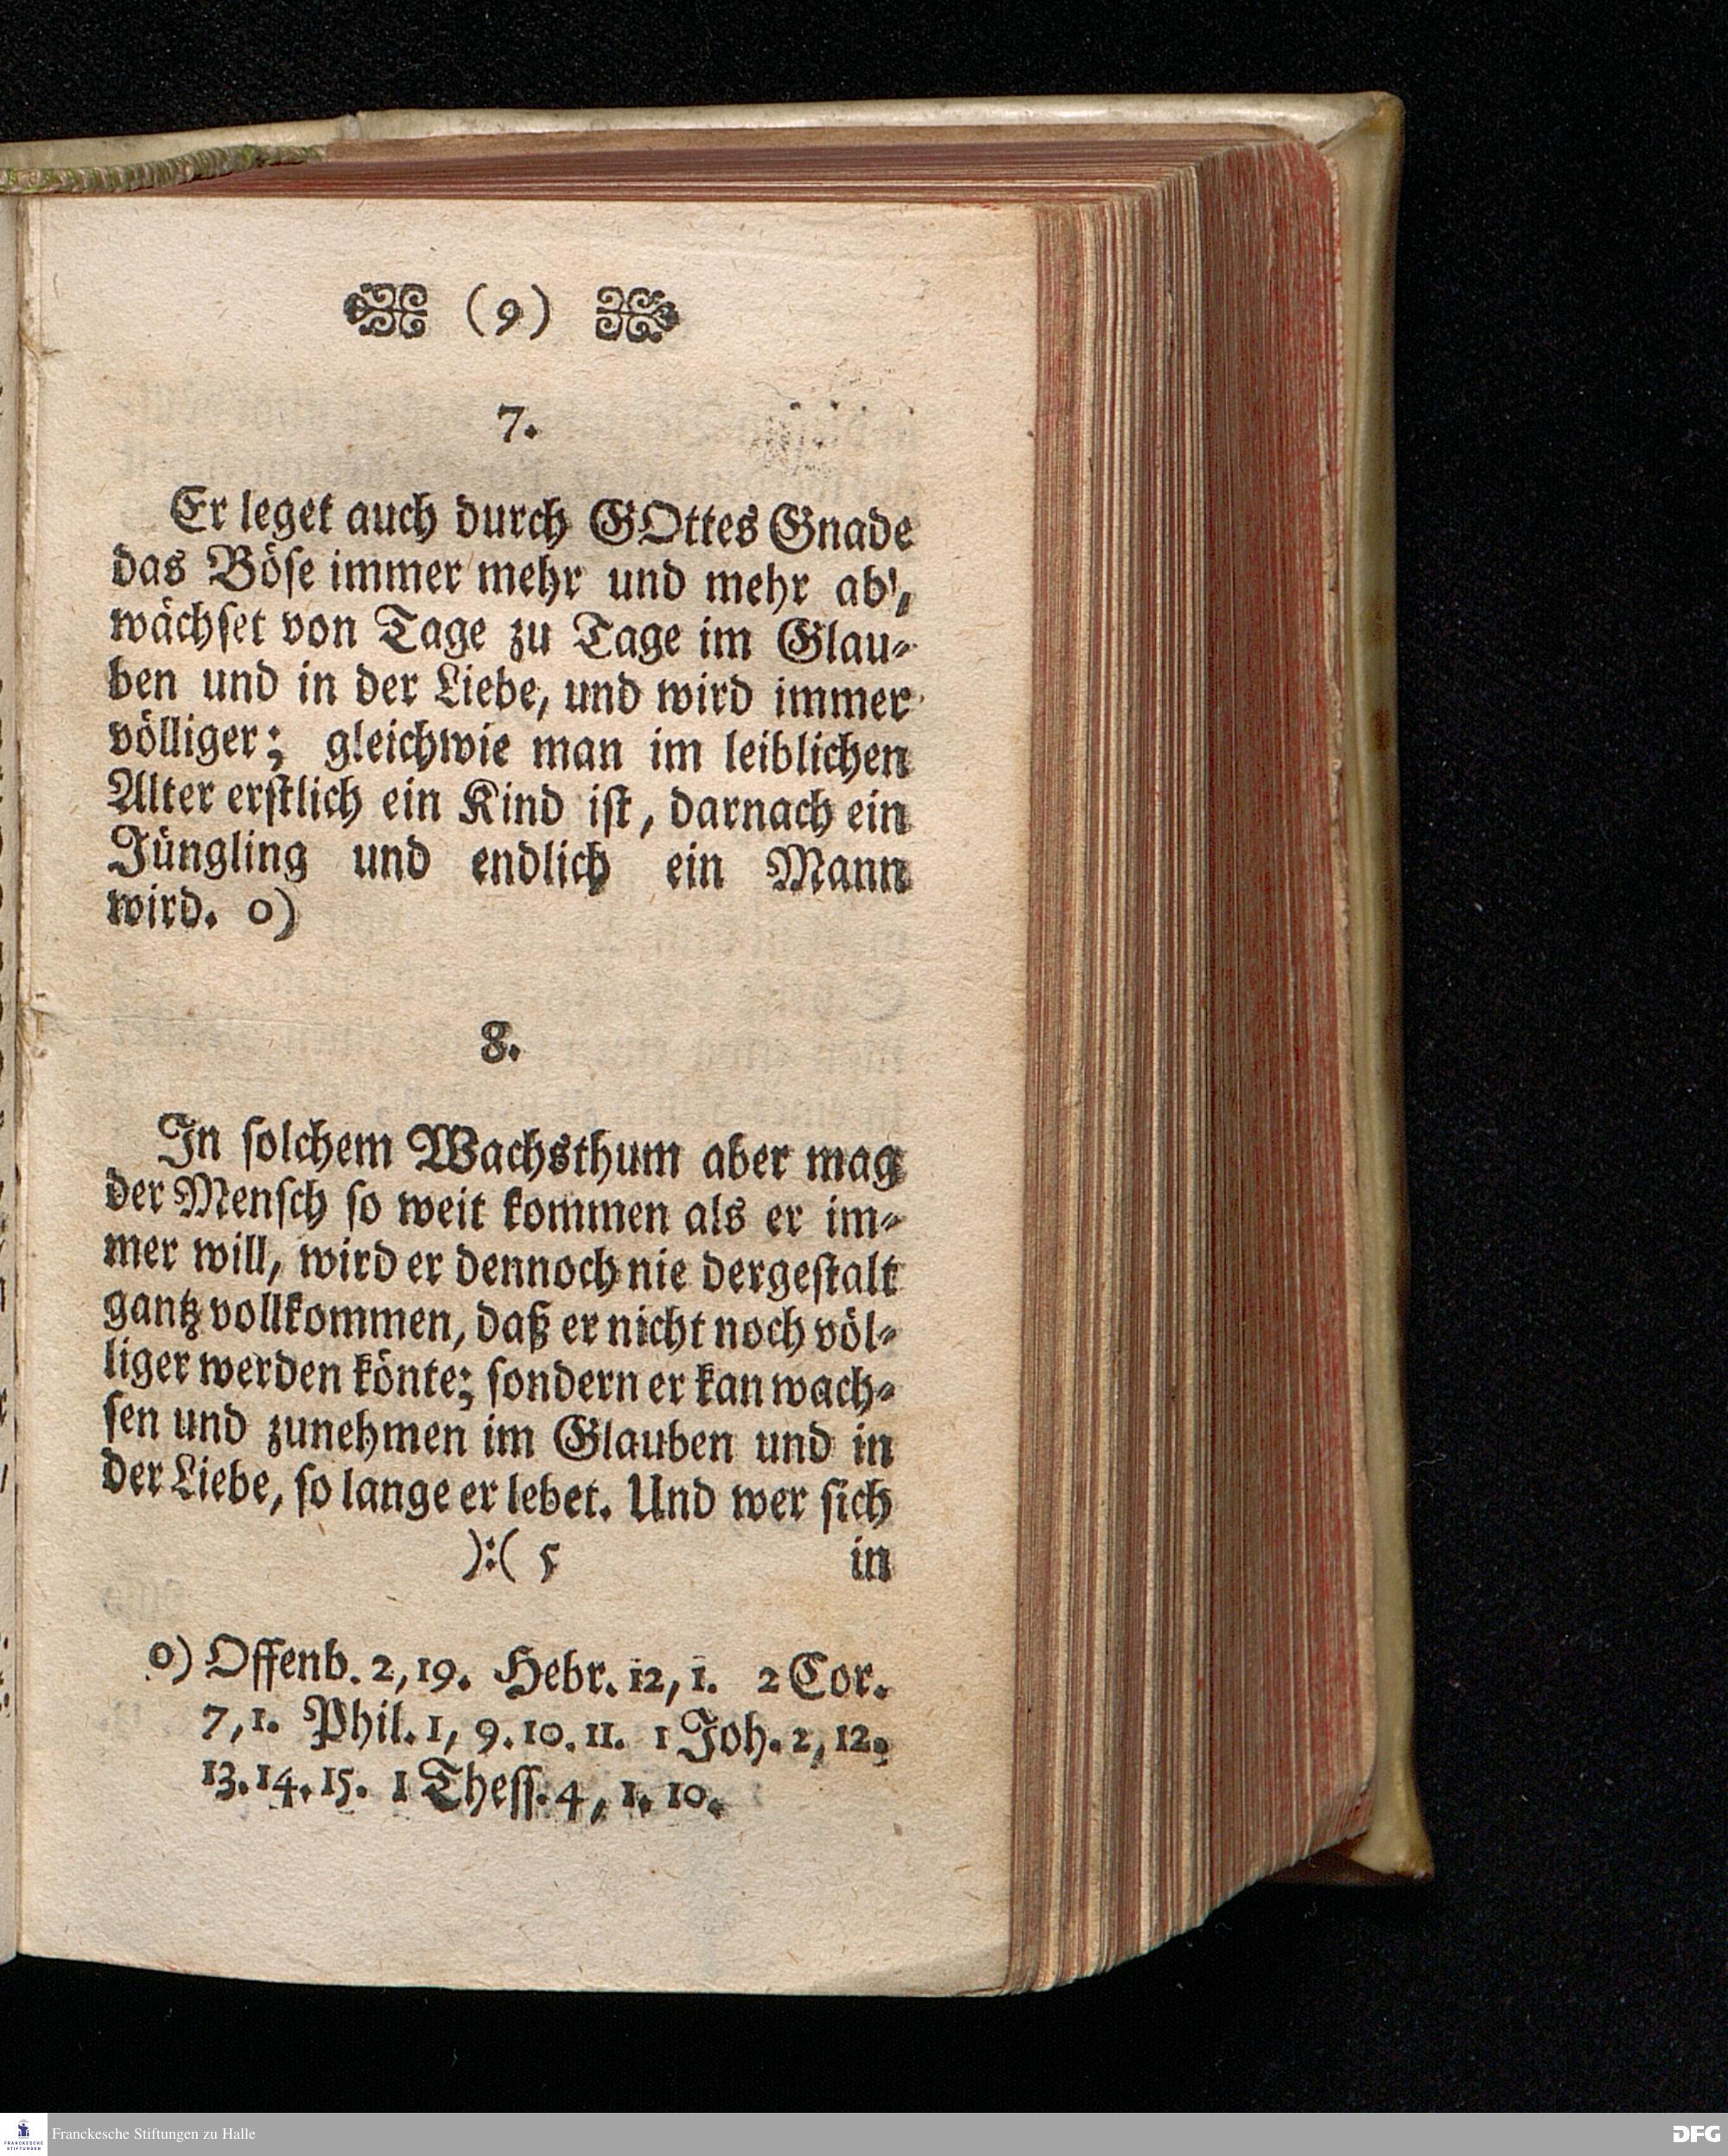 (9)
7.
Er leget auch durch GOttes Gnade
das Böſe immer mehr und mehr ab,
wächſet von Tage zu Tage im Glau-
ben und in der Liebe, und wird immer
völliger; gleichwie man im leiblichen
Alter erſtlich ein Kind iſt, darnach ein
Jüngling und endlich ein Mann
wird. o)
8.
In ſolchem Wachsthum aber mag
der Menſch ſo weit kommen als er im-
mer will, wird er dennoch nie dergeſtalt
gantz vollkommen, daß er nicht noch völ-
liger werden könte; ſondern er kan wach-
ſen und zunehmen im Glauben und in
der Liebe, ſo lange er lebet. Und wer ſich
):( 5 in
o) Offenb. 2, 19. Hebr. 12, 1. 2 Cor.
7, 1. Phil. 1, 9. 10. 11. 1 Joh. 2, 12.
13. 14. 15. 1 Theſſ. 4, 1. 10.
FRANCKESCHE STIFTUNGEN
Franckesche Stiftungen zu Halle
DFG